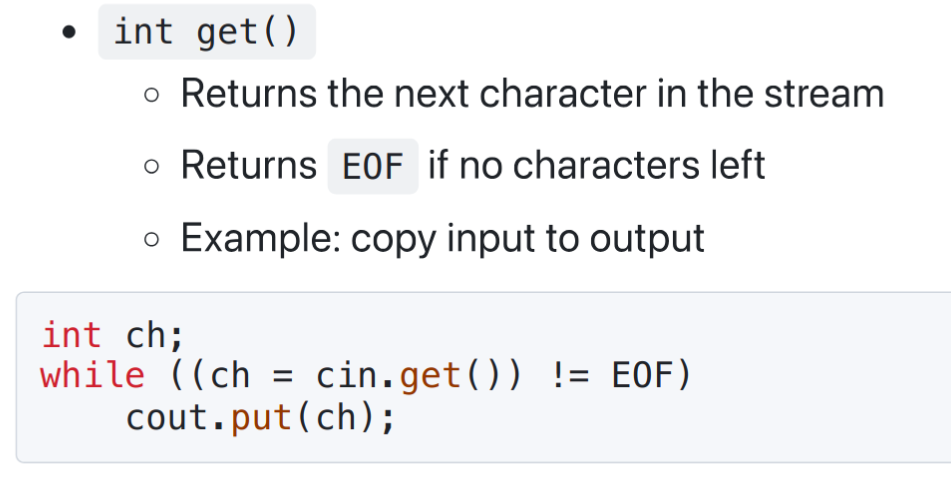 int get()
Returns the next character in the stream
Returns EOF if no characters left
Example: copy input to output
int ch;
while ((ch = cin.get()) != EOF)
    cout.put(ch);